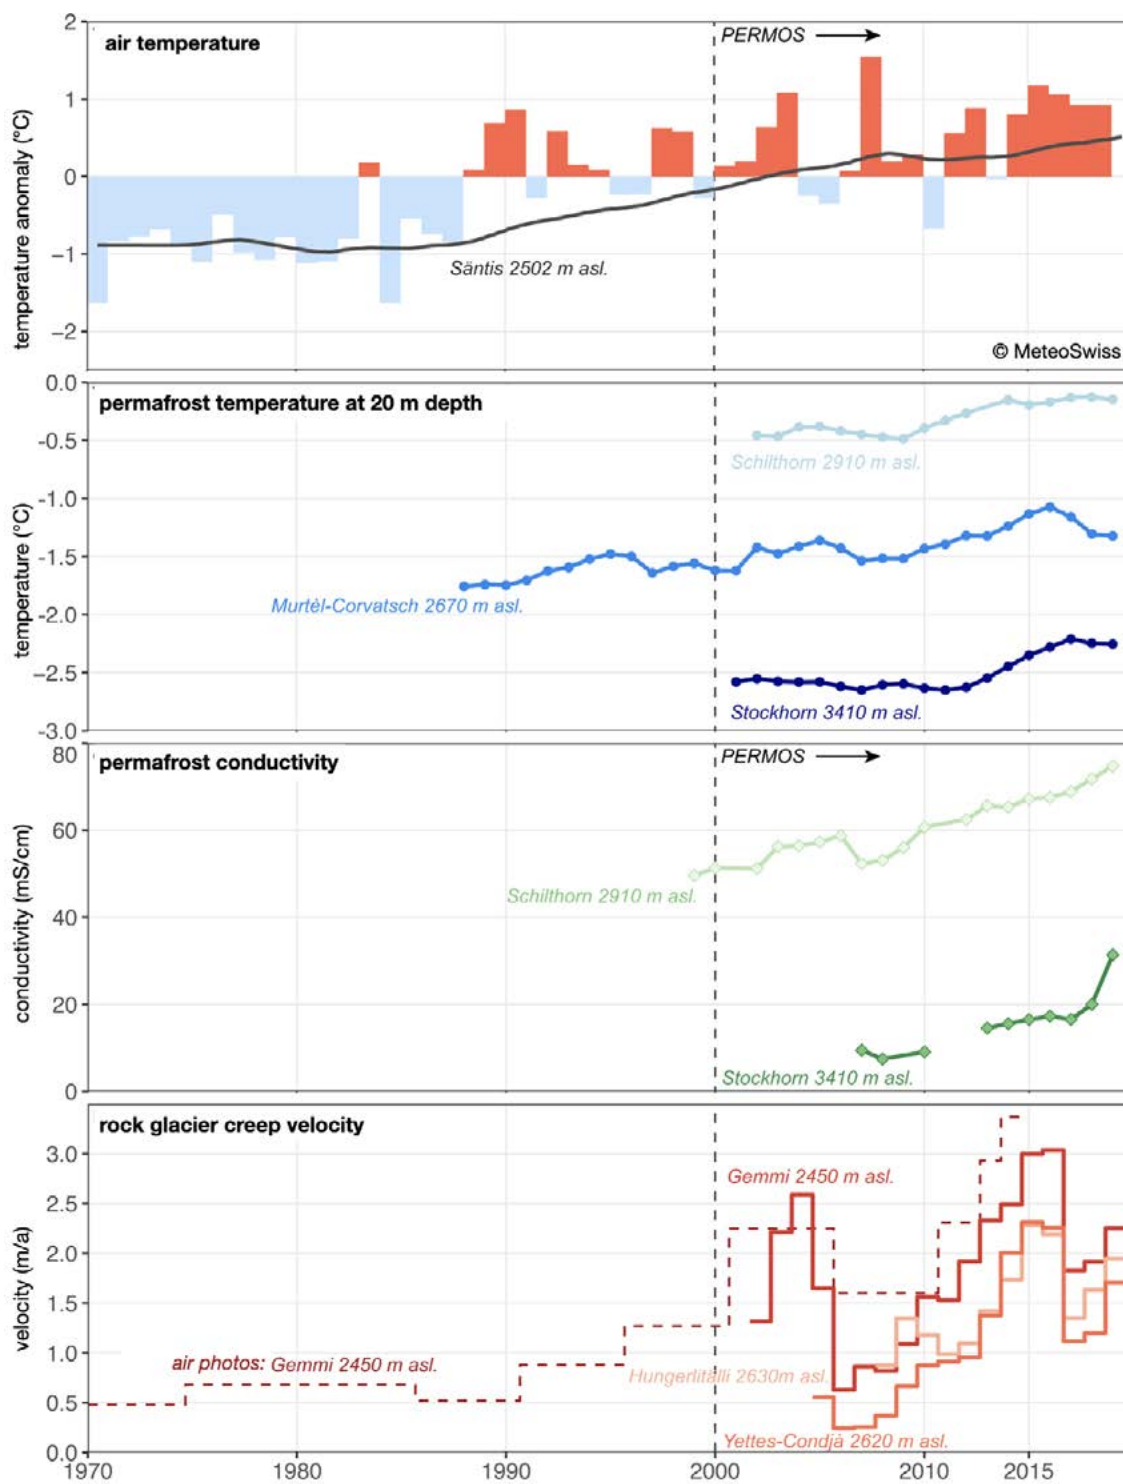 2
air temperature
PERMOS
1
0
−1
−2
temperature anomaly (°C)
Säntis 2502 m asl.
© MeteoSwiss
0.0
permafrost temperature at 20 m depth
-0.5
Schilthorn 2910 m asl.
-1.0
-1.5
Murtèl-Corvatsch 2670 m asl.
-2.0
-2.5
Stockhorn 3410 m asl.
-3.0
temperature (°C)
80
permafrost conductivity
PERMOS
60
Schilthorn 2910 m asl.
40
20
Stockhorn 3410 m asl.
0
conductivity (mS/cm)
rock glacier creep velocity
3.0
Gemmi 2450 m asl.
2.5
2.0
1.5
1.0
air photos: Gemmi 2450 m asl.
Hungerlitälli 2630m asl.
0.5
Yettes-Condjà 2620 m asl.
0.0
velocity (m/a)
1970 1980 1990 2000 2010 2015